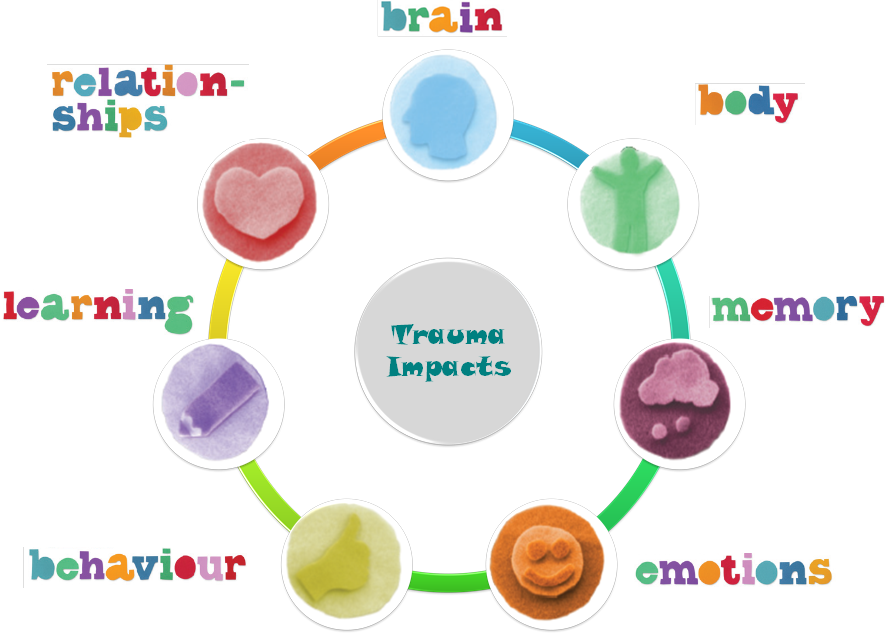 brain
relation-
ships
body
learning
Trauma
Impacts
memory
behaviour
emotions